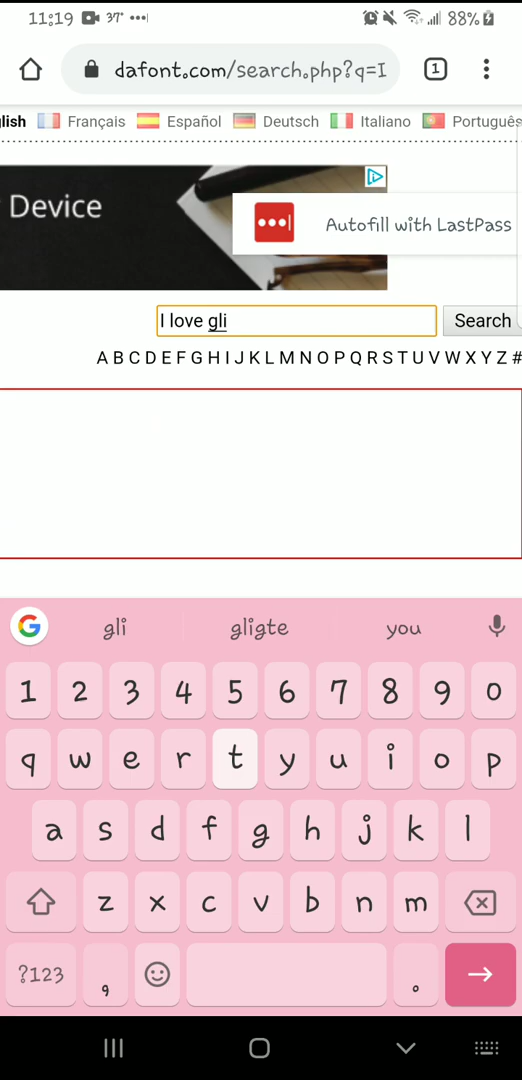 11:19 37° 88%
dafont.com/search.php?q=I 1
lish Français Español Deutsch Italiano Portuguê
Device
Autofill with LastPass
I love gli Search
A B C D E F G H I J K L M N O P Q R S T U V W X Y Z #
G gli gligte you
1 2 3 4 5 6 7 8 9 0
q w e r t y u i o p
a s d f g h j k l
z x c v b n m
?123 , .